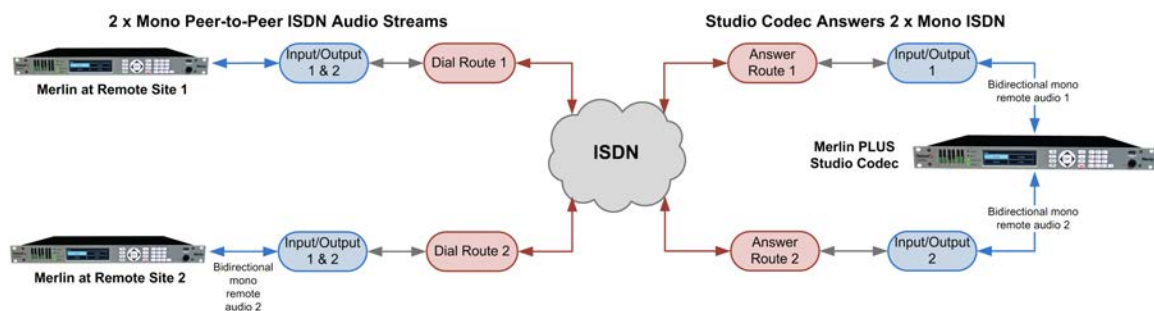 2 x Mono Peer-to-Peer ISDN Audio Streams
Studio Codec Answers 2 x Mono ISDN
Merlin at Remote Site 1
Input/Output
1 & 2
Dial Route 1
ISDN
Answer
Route 1
Input/Output
1
Bidirectional mono
remote audio 1
Merlin PLUS
Studio Codec
Merlin at Remote Site 2
Bidirectional
mono
remote
audio 2
Input/Output
1 & 2
Dial Route 2
Answer
Route 2
Input/Output
2
Bidirectional mono
remote audio 2